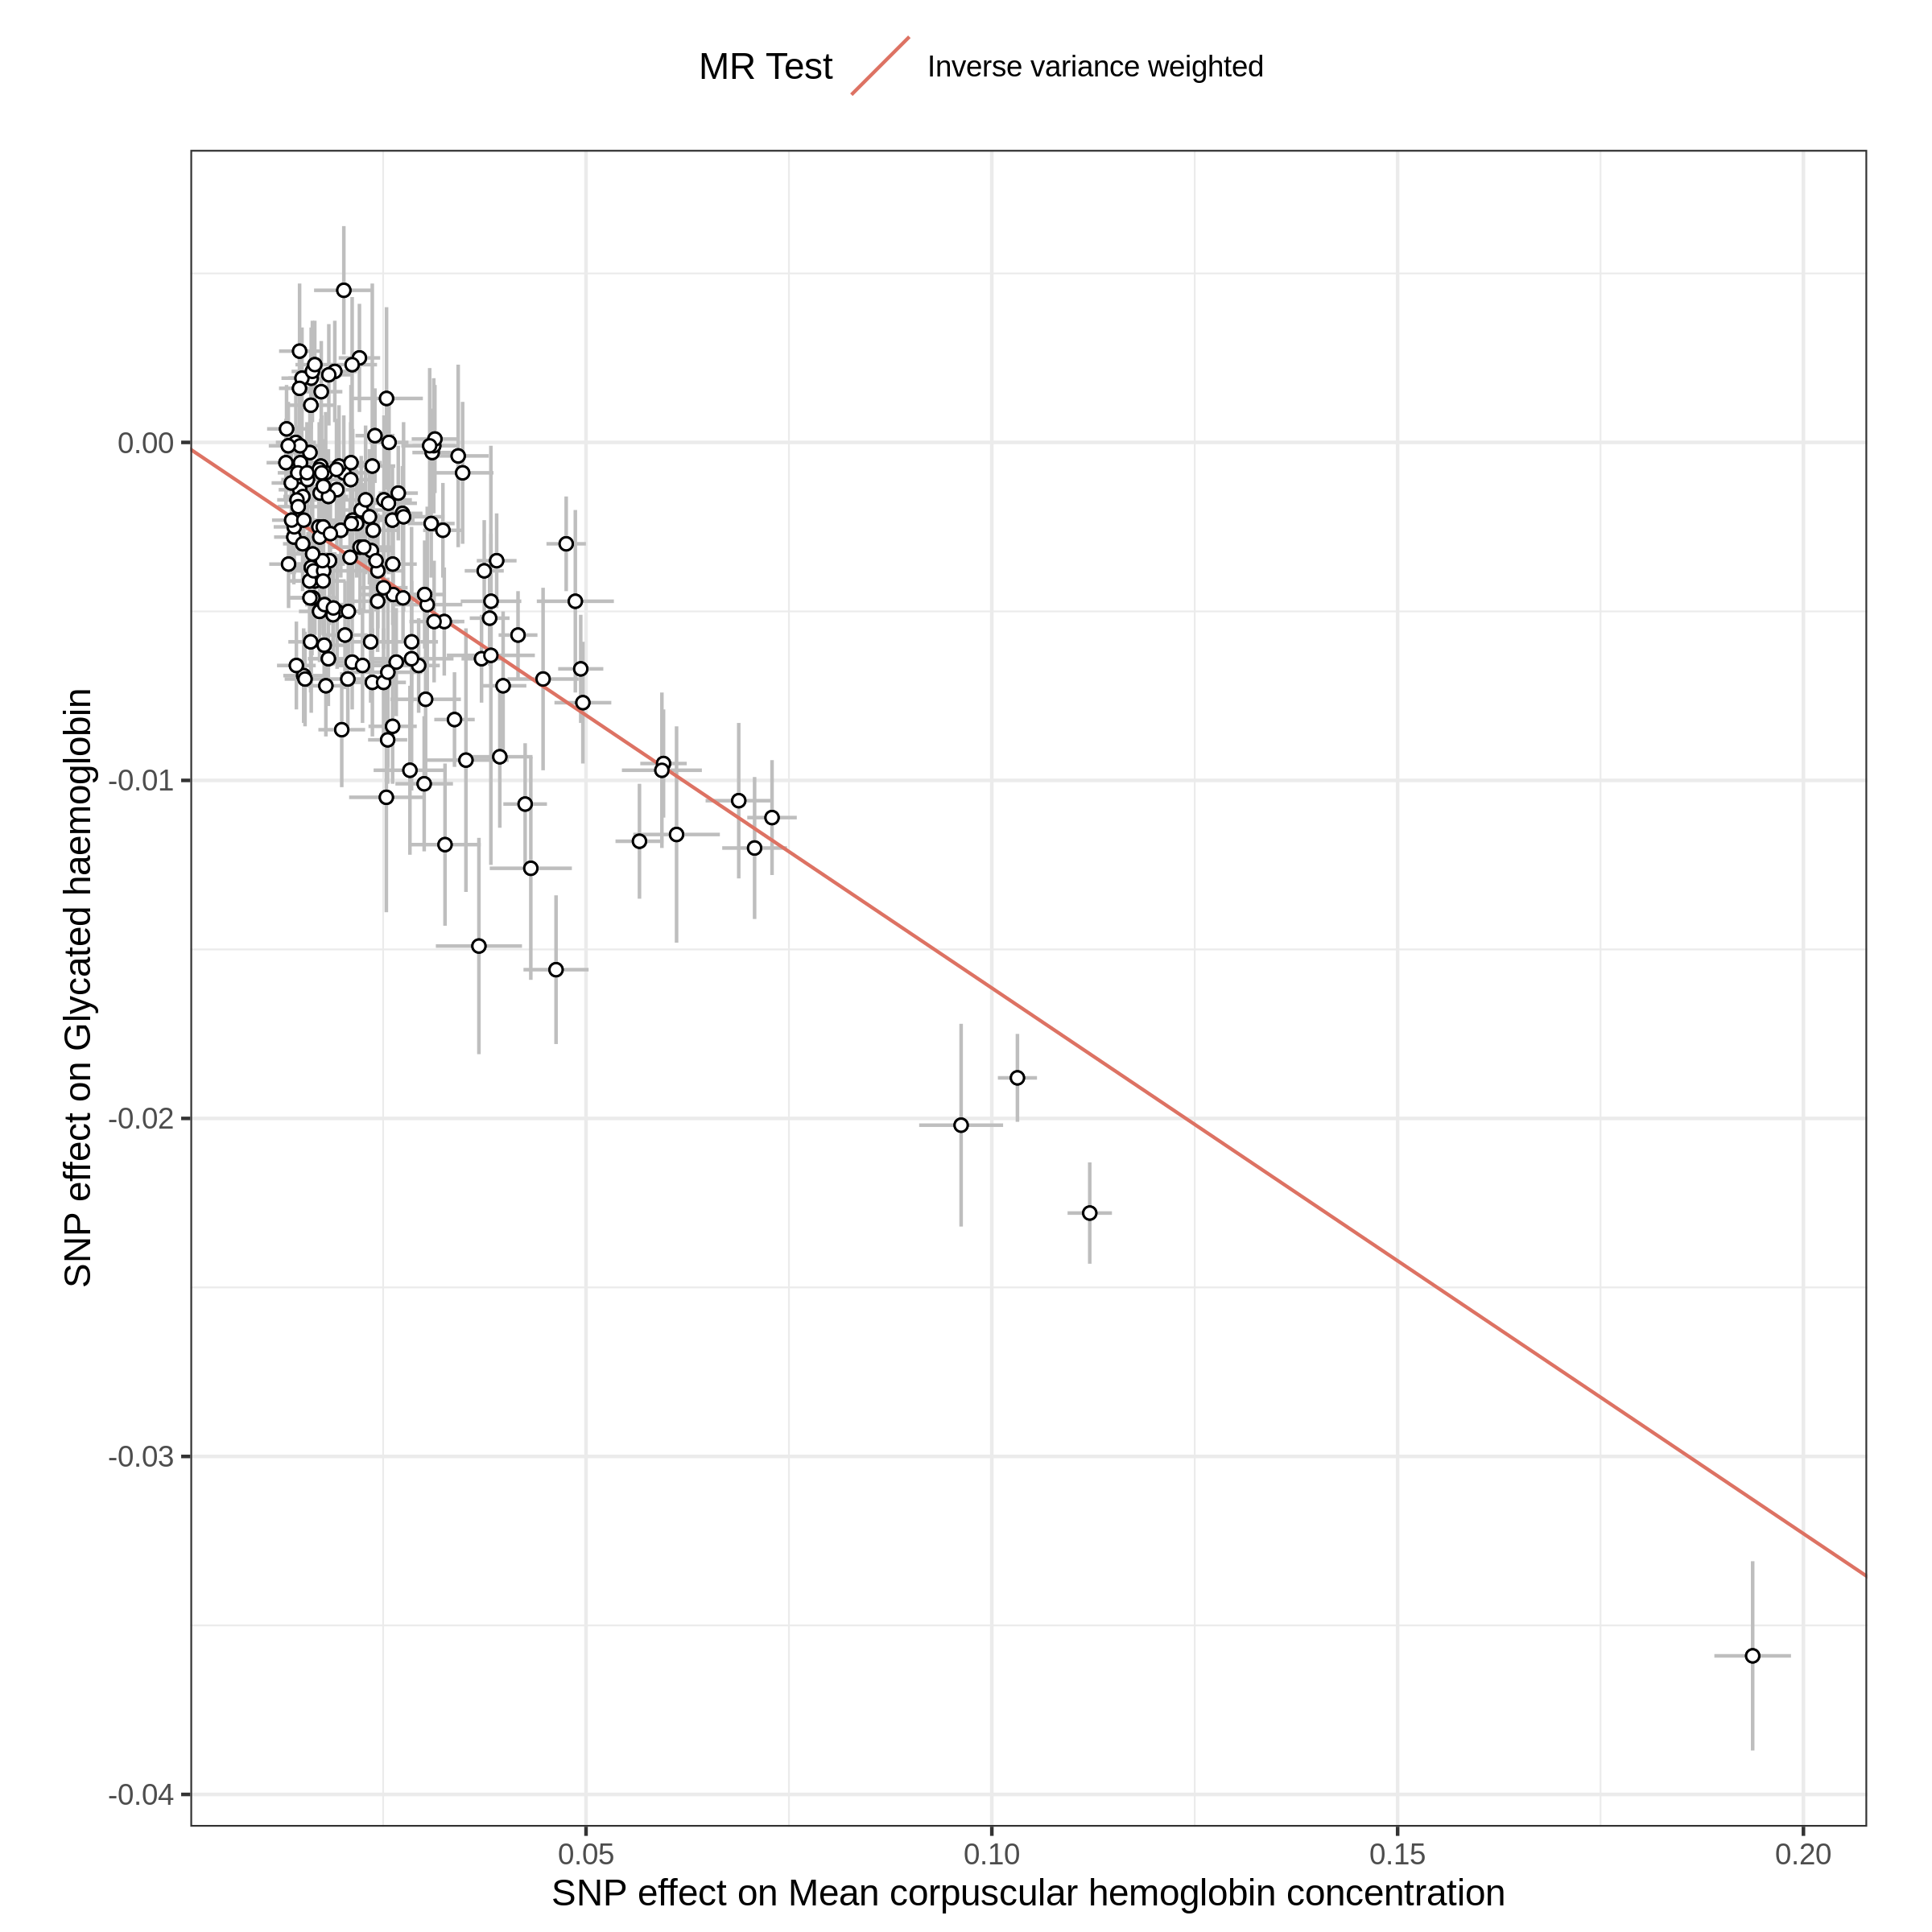 MR Test
Inverse variance weighted
SNP effect on Glycated haemoglobin
0.00
-0.01
-0.02
-0.03
-0.04
0.05 0.10 0.15 0.20
SNP effect on Mean corpuscular hemoglobin concentration